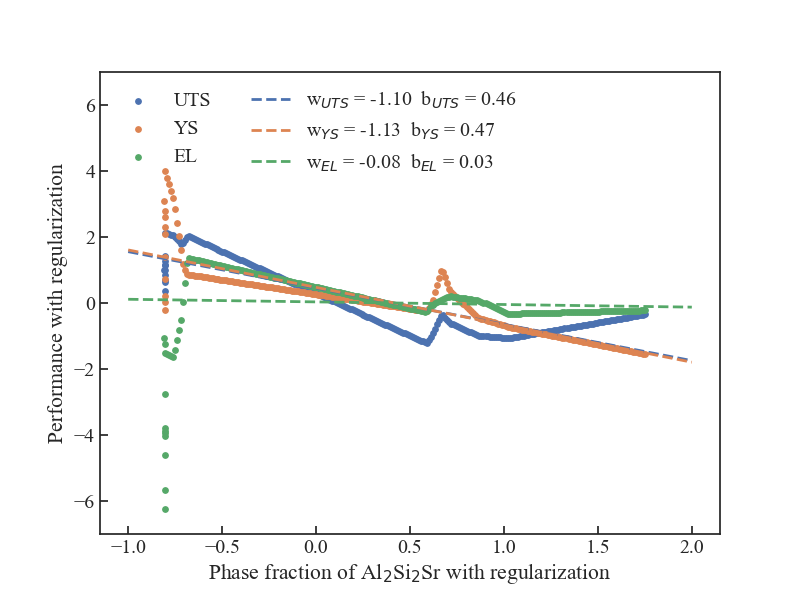 UTS
YS
EL
w_UTS = -1.10 b_UTS = 0.46
w_YS = -1.13 b_YS = 0.47
w_EL = -0.08 b_EL = 0.03
Performance with regularization
6
4
2
0
−2
−4
−6
−1.0 −0.5 0.0 0.5 1.0 1.5 2.0
Phase fraction of Al₂Si₂Sr with regularization